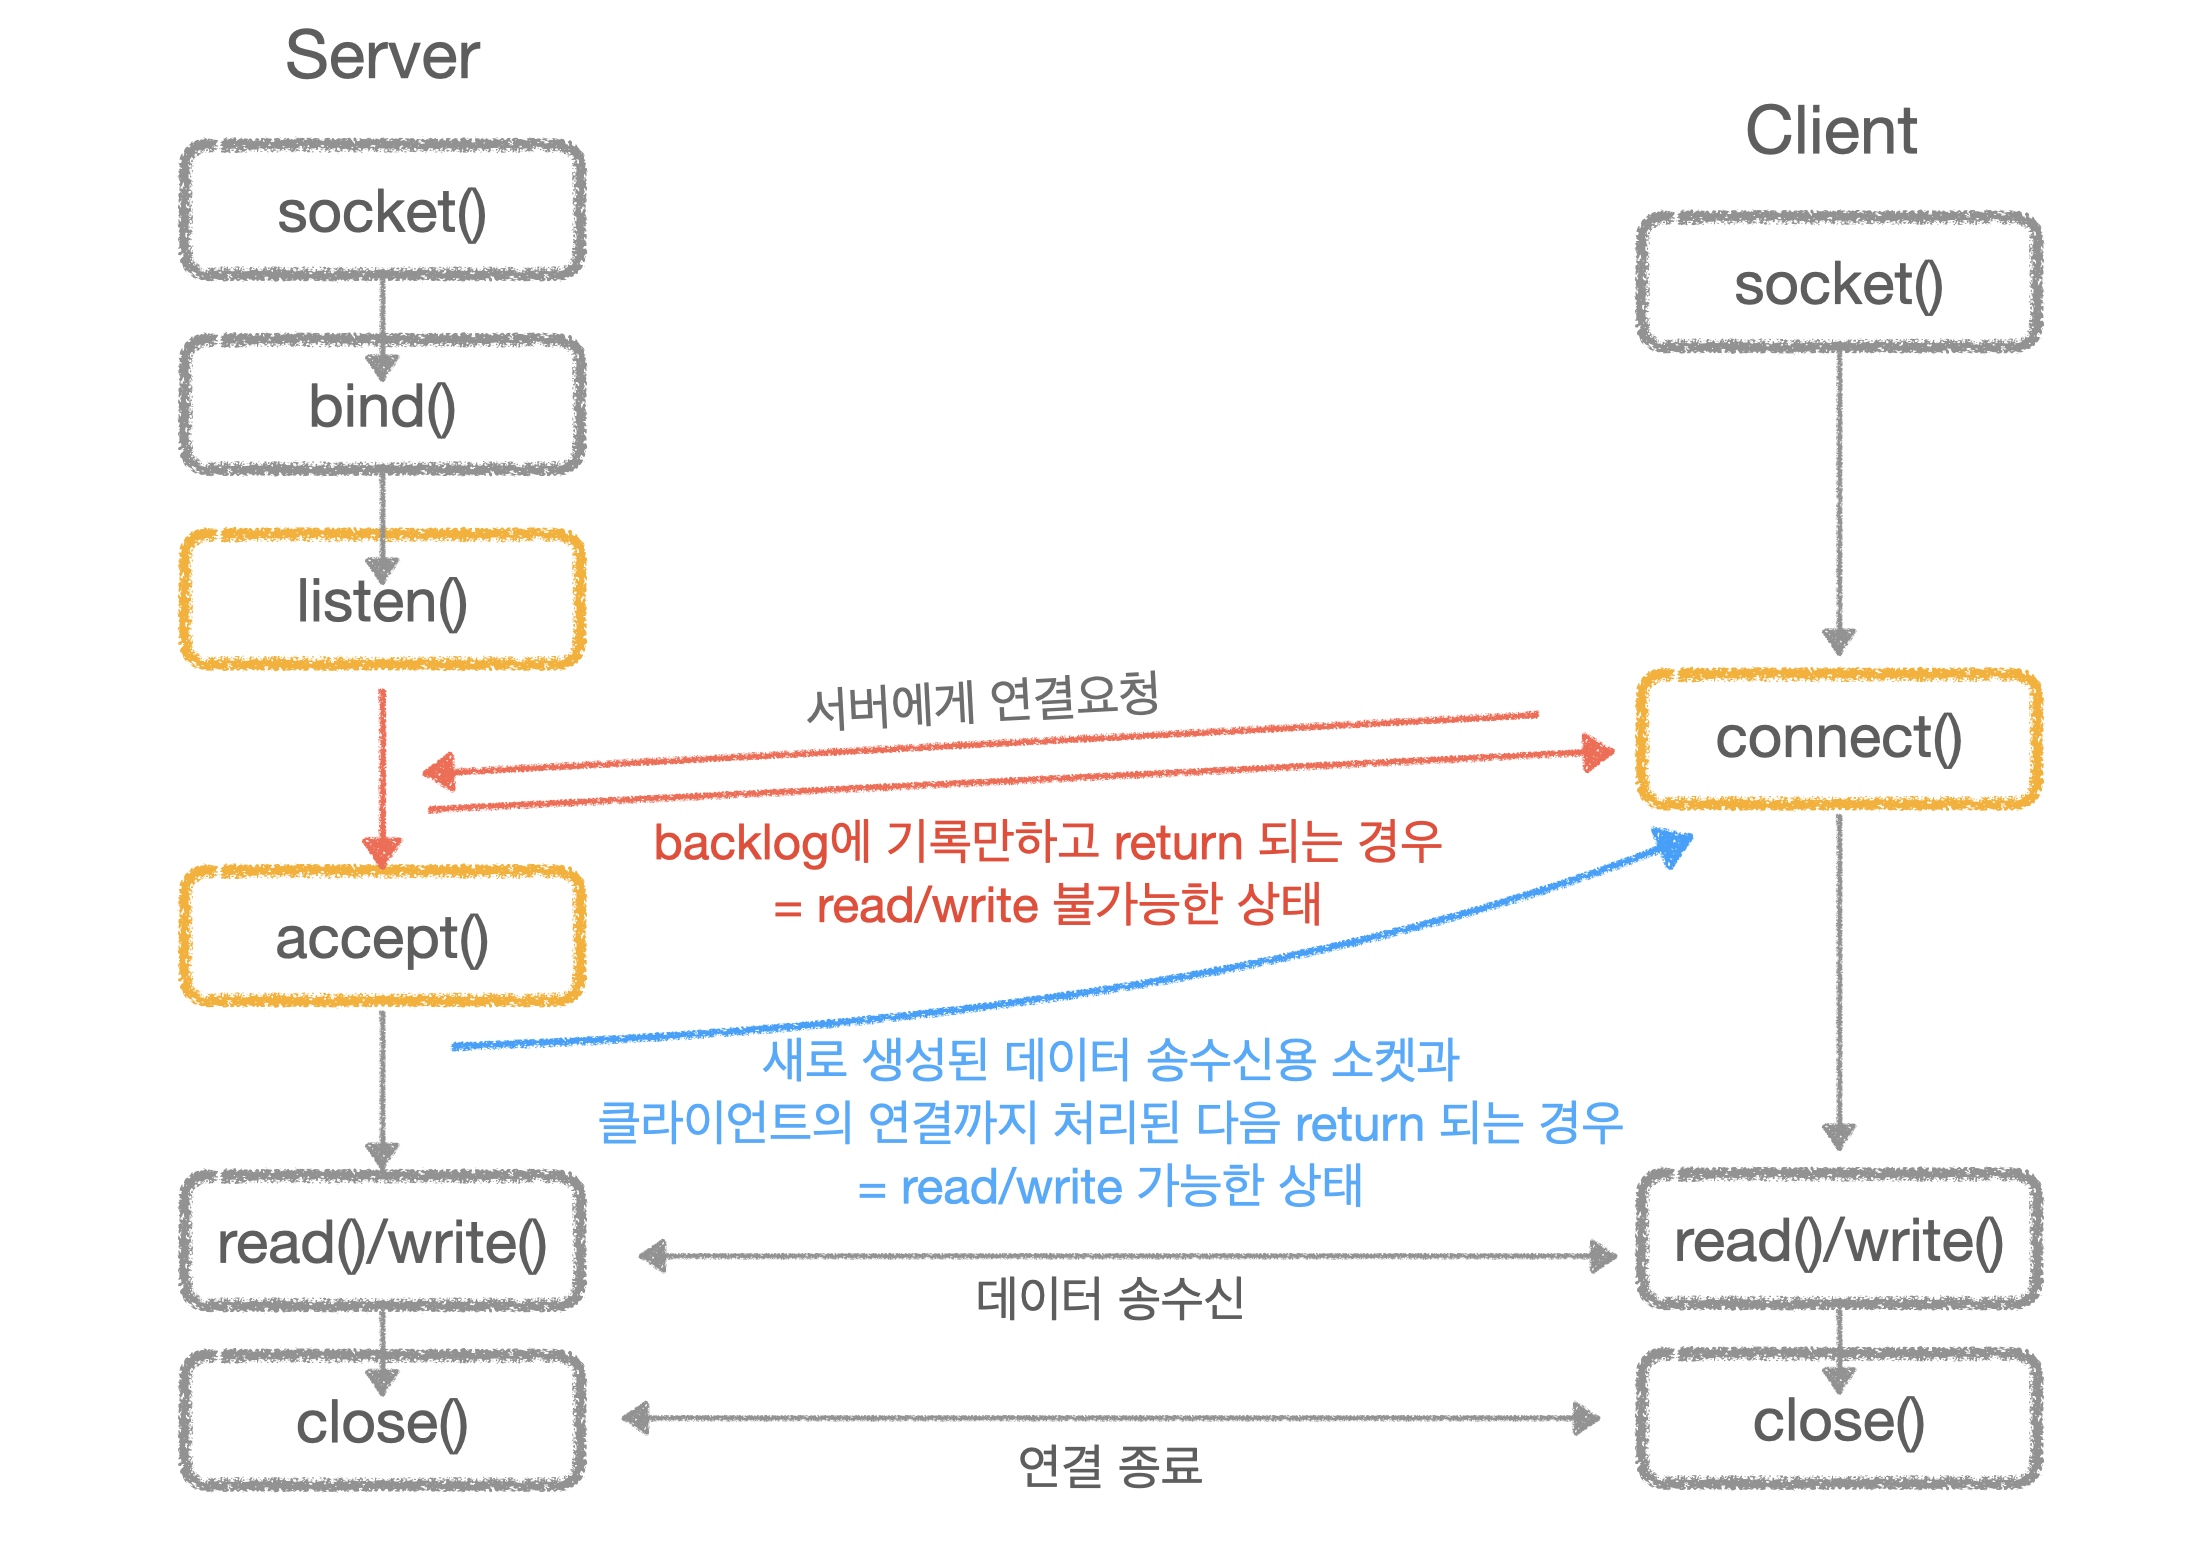 Server
Client
socket()
socket()
bind()
listen()
서버에게 연결요청
connect()
backlog에 기록만하고 return 되는 경우
= read/write 불가능한 상태
accept()
새로 생성된 데이터 송수신용 소켓과
클라이언트의 연결까지 처리된 다음 return 되는 경우
= read/write 가능한 상태
read()/write()
read()/write()
데이터 송수신
close()
close()
연결 종료